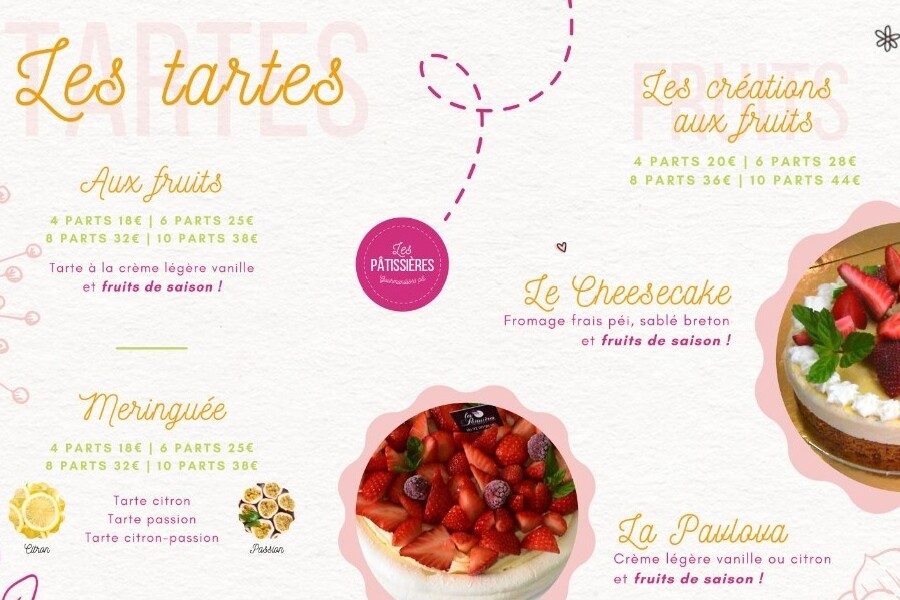 TARTES
Les tartes
Aux fruits
4 PARTS 18€ | 6 PARTS 25€
8 PARTS 32€ | 10 PARTS 38€
Tarte à la crème légère vanille
et fruits de saison !
Meringuée
4 PARTS 18€ | 6 PARTS 25€
8 PARTS 32€ | 10 PARTS 38€
Tarte citron
Tarte passion
Tarte citron-passion
Citron
Passion
Les
PÂTISSIÈRES
FRUITS
Les créations
aux fruits
4 PARTS 20€ | 6 PARTS 28€
8 PARTS 36€ | 10 PARTS 44€
Le Cheesecake
Fromage frais péi, sablé breton
et fruits de saison !
La Pavlova
Crème légère vanille ou citron
et fruits de saison !